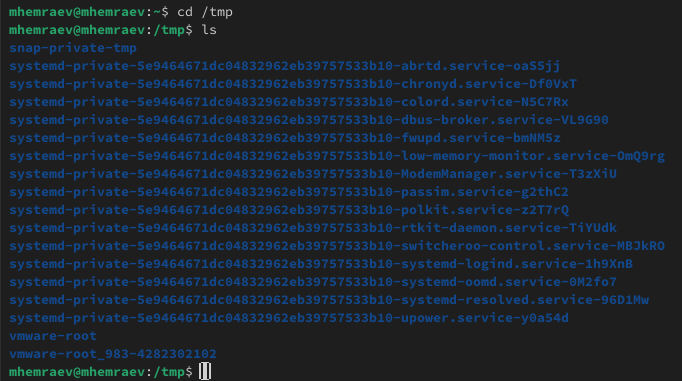 mhemraev@mhemraev:~$ cd /tmp
mhemraev@mhemraev:/tmp$ ls
snap-private-tmp
systemd-private-5e9464671dc04832962eb39757533b10-abrtd.service-oaS5jj
systemd-private-5e9464671dc04832962eb39757533b10-chronyd.service-Df0VxT
systemd-private-5e9464671dc04832962eb39757533b10-colord.service-N5C7Rx
systemd-private-5e9464671dc04832962eb39757533b10-dbus-broker.service-VL9G90
systemd-private-5e9464671dc04832962eb39757533b10-fwupd.service-bmNM5z
systemd-private-5e9464671dc04832962eb39757533b10-low-memory-monitor.service-OmQ9rg
systemd-private-5e9464671dc04832962eb39757533b10-ModemManager.service-T3zXiU
systemd-private-5e9464671dc04832962eb39757533b10-passim.service-g2thC2
systemd-private-5e9464671dc04832962eb39757533b10-polkit.service-z2T7rQ
systemd-private-5e9464671dc04832962eb39757533b10-rtkit-daemon.service-TiYUdk
systemd-private-5e9464671dc04832962eb39757533b10-switcheroo-control.service-MBJkRO
systemd-private-5e9464671dc04832962eb39757533b10-systemd-logind.service-1h9XnB
systemd-private-5e9464671dc04832962eb39757533b10-systemd-oomd.service-0M2fo7
systemd-private-5e9464671dc04832962eb39757533b10-systemd-resolved.service-96D1Mw
systemd-private-5e9464671dc04832962eb39757533b10-upower.service-y0a54d
vmware-root
vmware-root_983-4282302102
mhemraev@mhemraev:/tmp$